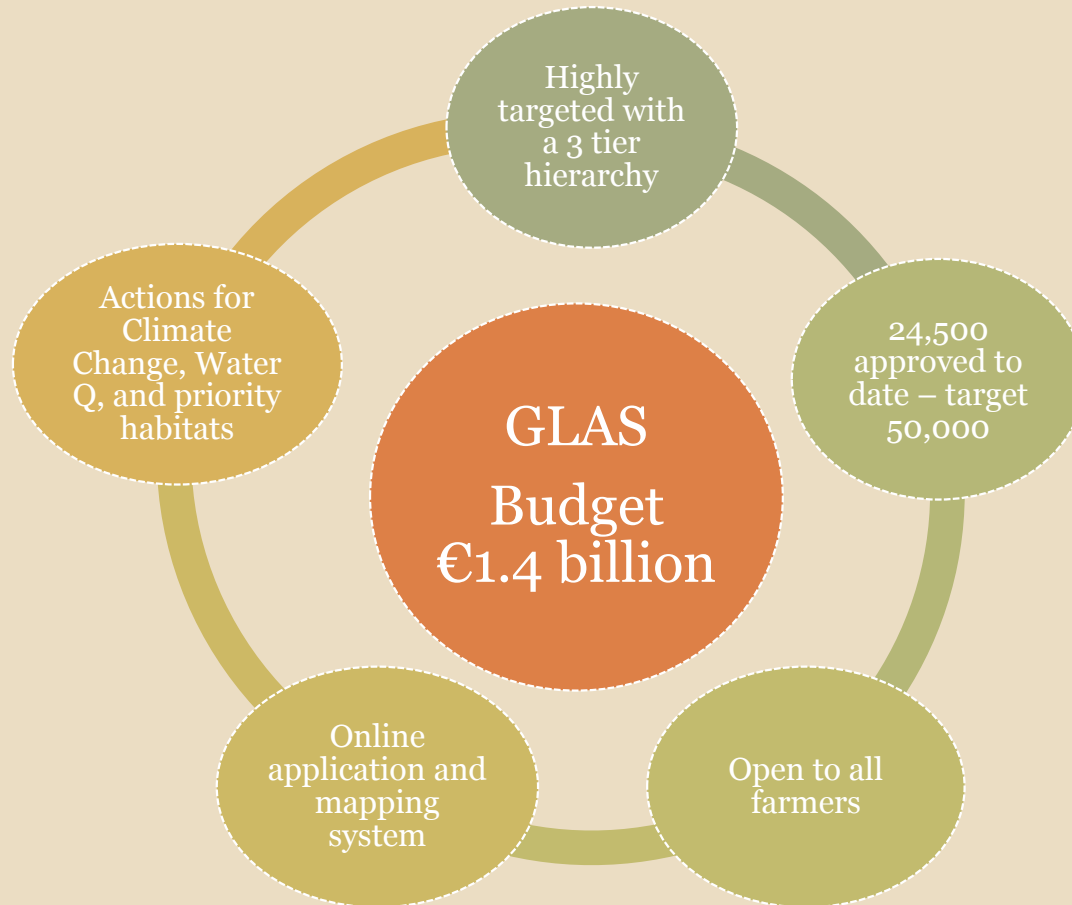 Highly
targeted with
a 3 tier
hierarchy
24,500
approved to
date – target
50,000
Open to all
farmers
Online
application and
mapping
system
Actions for
Climate
Change, Water
Q, and priority
habitats
GLAS
Budget
€1.4 billion